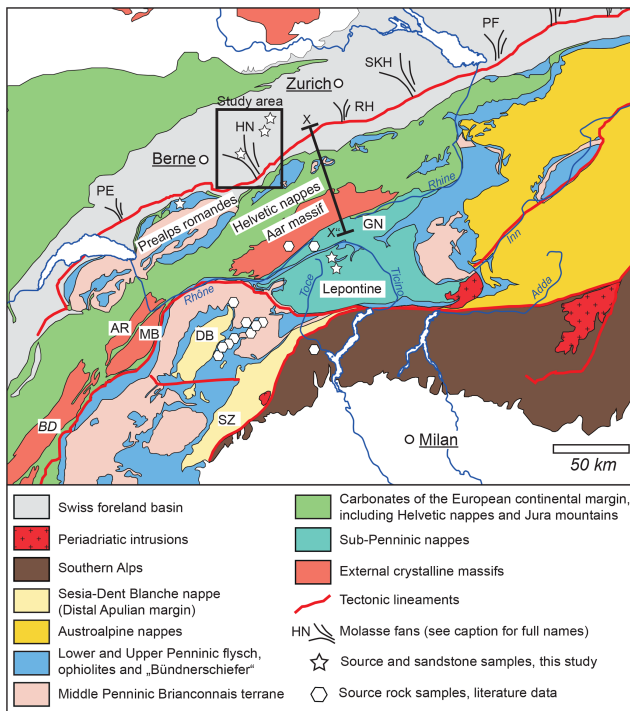 PF
SKH
Zurich
RH
Study area
HN
X
Berne
PE
Prealps romandes
Helvetic nappes
Aar massif
Rhine
X"
GN
Inn
Lepontine
Toce
Ticino
Adda
Rhône
AR
MB
DB
BD
SZ
Milan
50 km
Swiss foreland basin
Periadriatic intrusions
Southern Alps
Sesia-Dent Blanche nappe
(Distal Apulian margin)
Austroalpine nappes
Lower and Upper Penninic flysch,
ophiolites and „Bündnerschiefer“
Middle Penninic Brianconnais terrane
Carbonates of the European continental margin,
including Helvetic nappes and Jura mountains
Sub-Penninic nappes
External crystalline massifs
Tectonic lineaments
HN Molasse fans (see caption for full names)
Source and sandstone samples, this study
Source rock samples, literature data